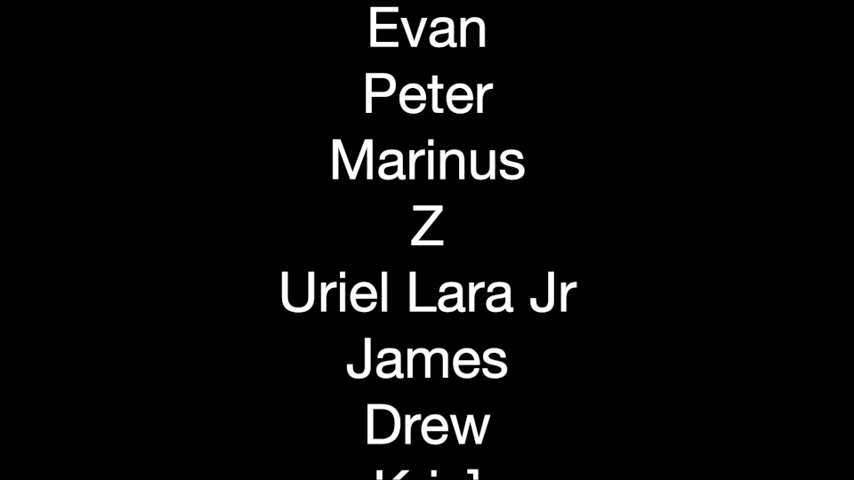 Evan
Peter
Marinus
Z
Uriel Lara Jr
James
Drew